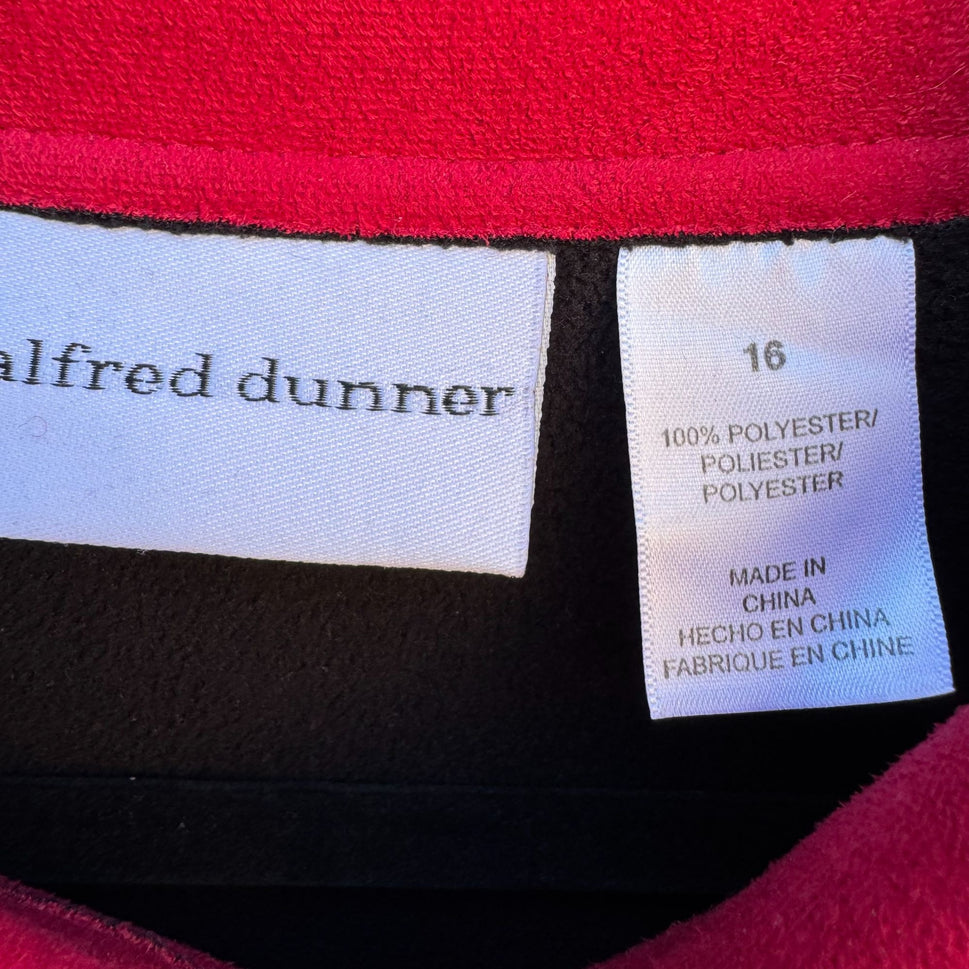 alfred dunner
16
100% POLYESTER/
POLIESTER/
POLYESTER
MADE IN
CHINA
HECHO EN CHINA
FABRIQUE EN CHINE